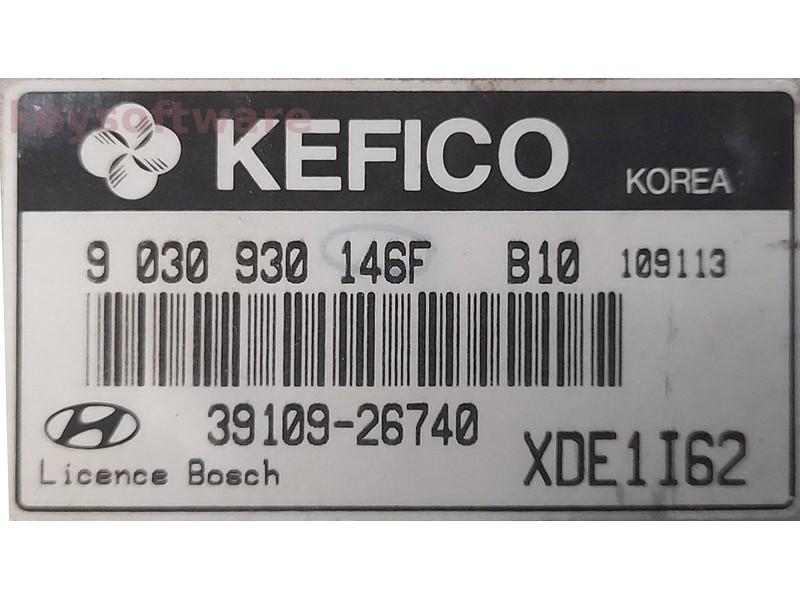 keysoftware
KEFICO KOREA
9 030 930 146F B10 109113
39109-26740
XDE1I62
Licence Bosch